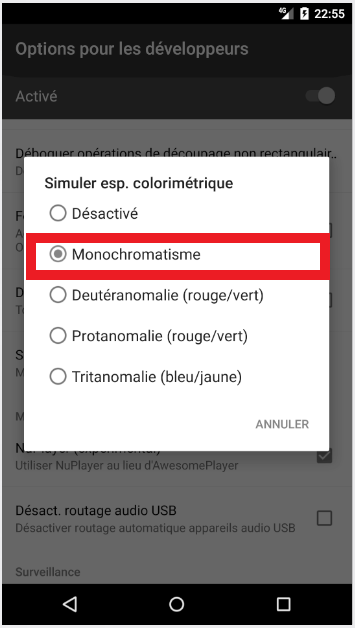 4G 22:55
Options pour les développeurs
Activé
Déboguer opérations de découpage non rectangulair..
Simuler esp. colorimétrique
Désactivé
Monochromatisme
Deutéranomalie (rouge/vert)
Protanomalie (rouge/vert)
Tritanomalie (bleu/jaune)
ANNULER
NuPlayer (expérimental)
Utiliser NuPlayer au lieu d'AwesomePlayer
Désact. routage audio USB
Désactiver routage automatique appareils audio USB
Surveillance